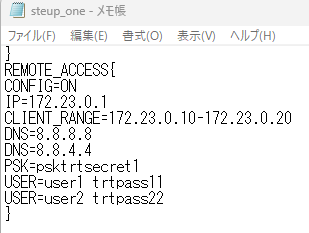 steup_one - メモ帳
ファイル(F) 編集(E) 書式(O) 表示(V) ヘルプ(H)
}
REMOTE_ACCESS{
CONFIG=ON
IP=172.23.0.1
CLIENT_RANGE=172.23.0.10-172.23.0.20
DNS=8.8.8.8
DNS=8.8.4.4
PSK=psktrtsecret1
USER=user1 trtpass11
USER=user2 trtpass22
}